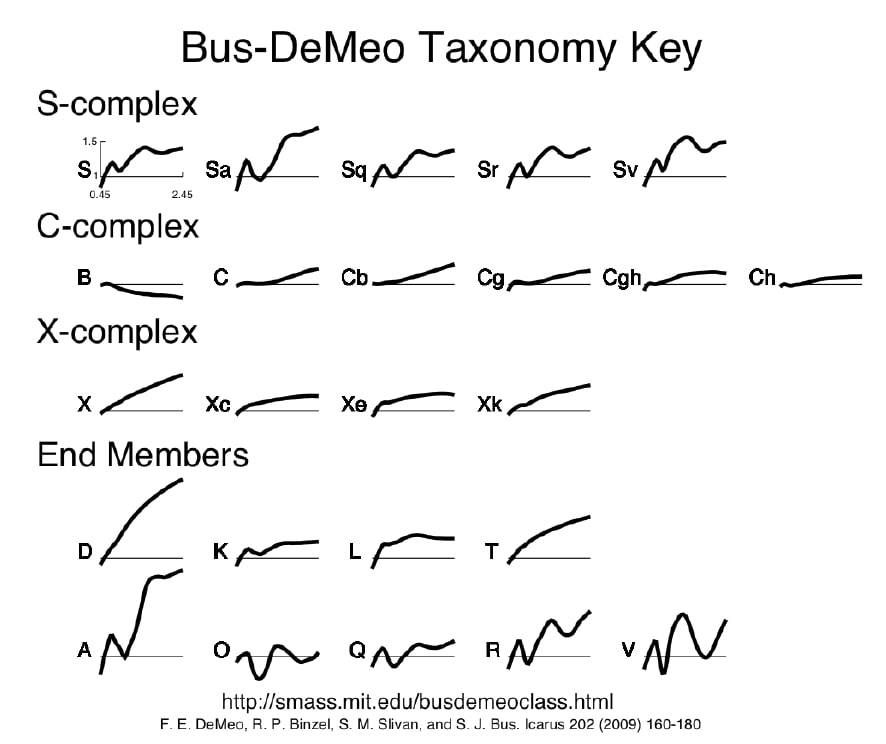 Bus-DeMeo Taxonomy Key
S-complex
1.5
S 1 Sa Sq Sr Sv
0.45 2.45
C-complex
B C Cb Cg Cgh Ch
X-complex
X Xc Xe Xk
End Members
D K L T
A O Q R V
http://smass.mit.edu/busdemeoclass.html
F. E. DeMeo, R. P. Binzel, S. M. Slivan, and S. J. Bus. Icarus 202 (2009) 160-180